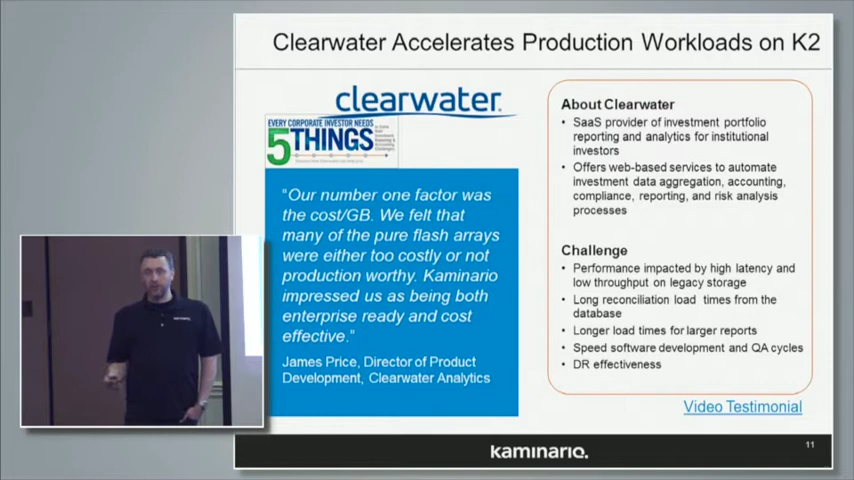 Clearwater Accelerates Production Workloads on K2
clearwater
EVERY CORPORATE INVESTOR NEEDS
5 THINGS
"Our number one factor was
the cost/GB. We felt that
many of the pure flash arrays
were either too costly or not
production worthy. Kaminario
impressed us as being both
enterprise ready and cost
effective."
James Price, Director of Product
Development, Clearwater Analytics
About Clearwater
• SaaS provider of investment portfolio
reporting and analytics for institutional
investors
• Offers web-based services to automate
investment data aggregation, accounting,
compliance, reporting, and risk analysis
processes
Challenge
• Performance impacted by high latency and
low throughput on legacy storage
• Long reconciliation load times from the
database
• Longer load times for larger reports
• Speed software development and QA cycles
• DR effectiveness
Video Testimonial
kaminario.
11